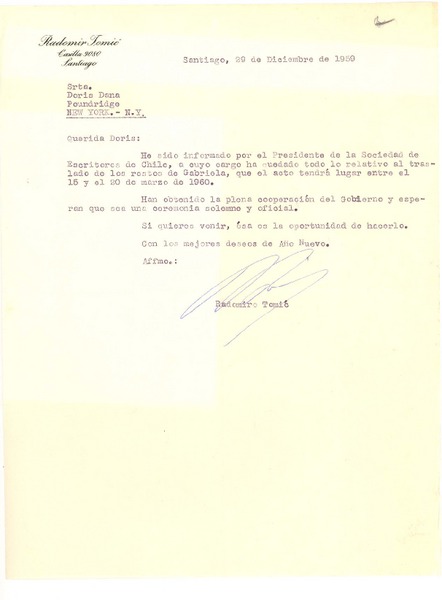 Radomir Tomic
Casilla 9080
Santiago
Santiago, 29 de Diciembre de 1959
Srta.
Doris Dana
Poundridge
NEW YORK.- N.Y.
Querida Doris:
He sido informado por el Presidente de la Sociedad de
Escritores de Chile, a cuyo cargo ha quedado todo lo relativo al tras-
lado de los restos de Gabriela, que el acto tendrá lugar entre el
15 y el 20 de marzo de 1960.
Han obtenido la plena cooperación del Gobierno y espe-
ran que sea una ceremonia solemne y oficial.
Si quieres venir, ésa es la oportunidad de hacerlo.
Con los mejores deseos de Año Nuevo.
Affmo.:
Radomiro Tomić